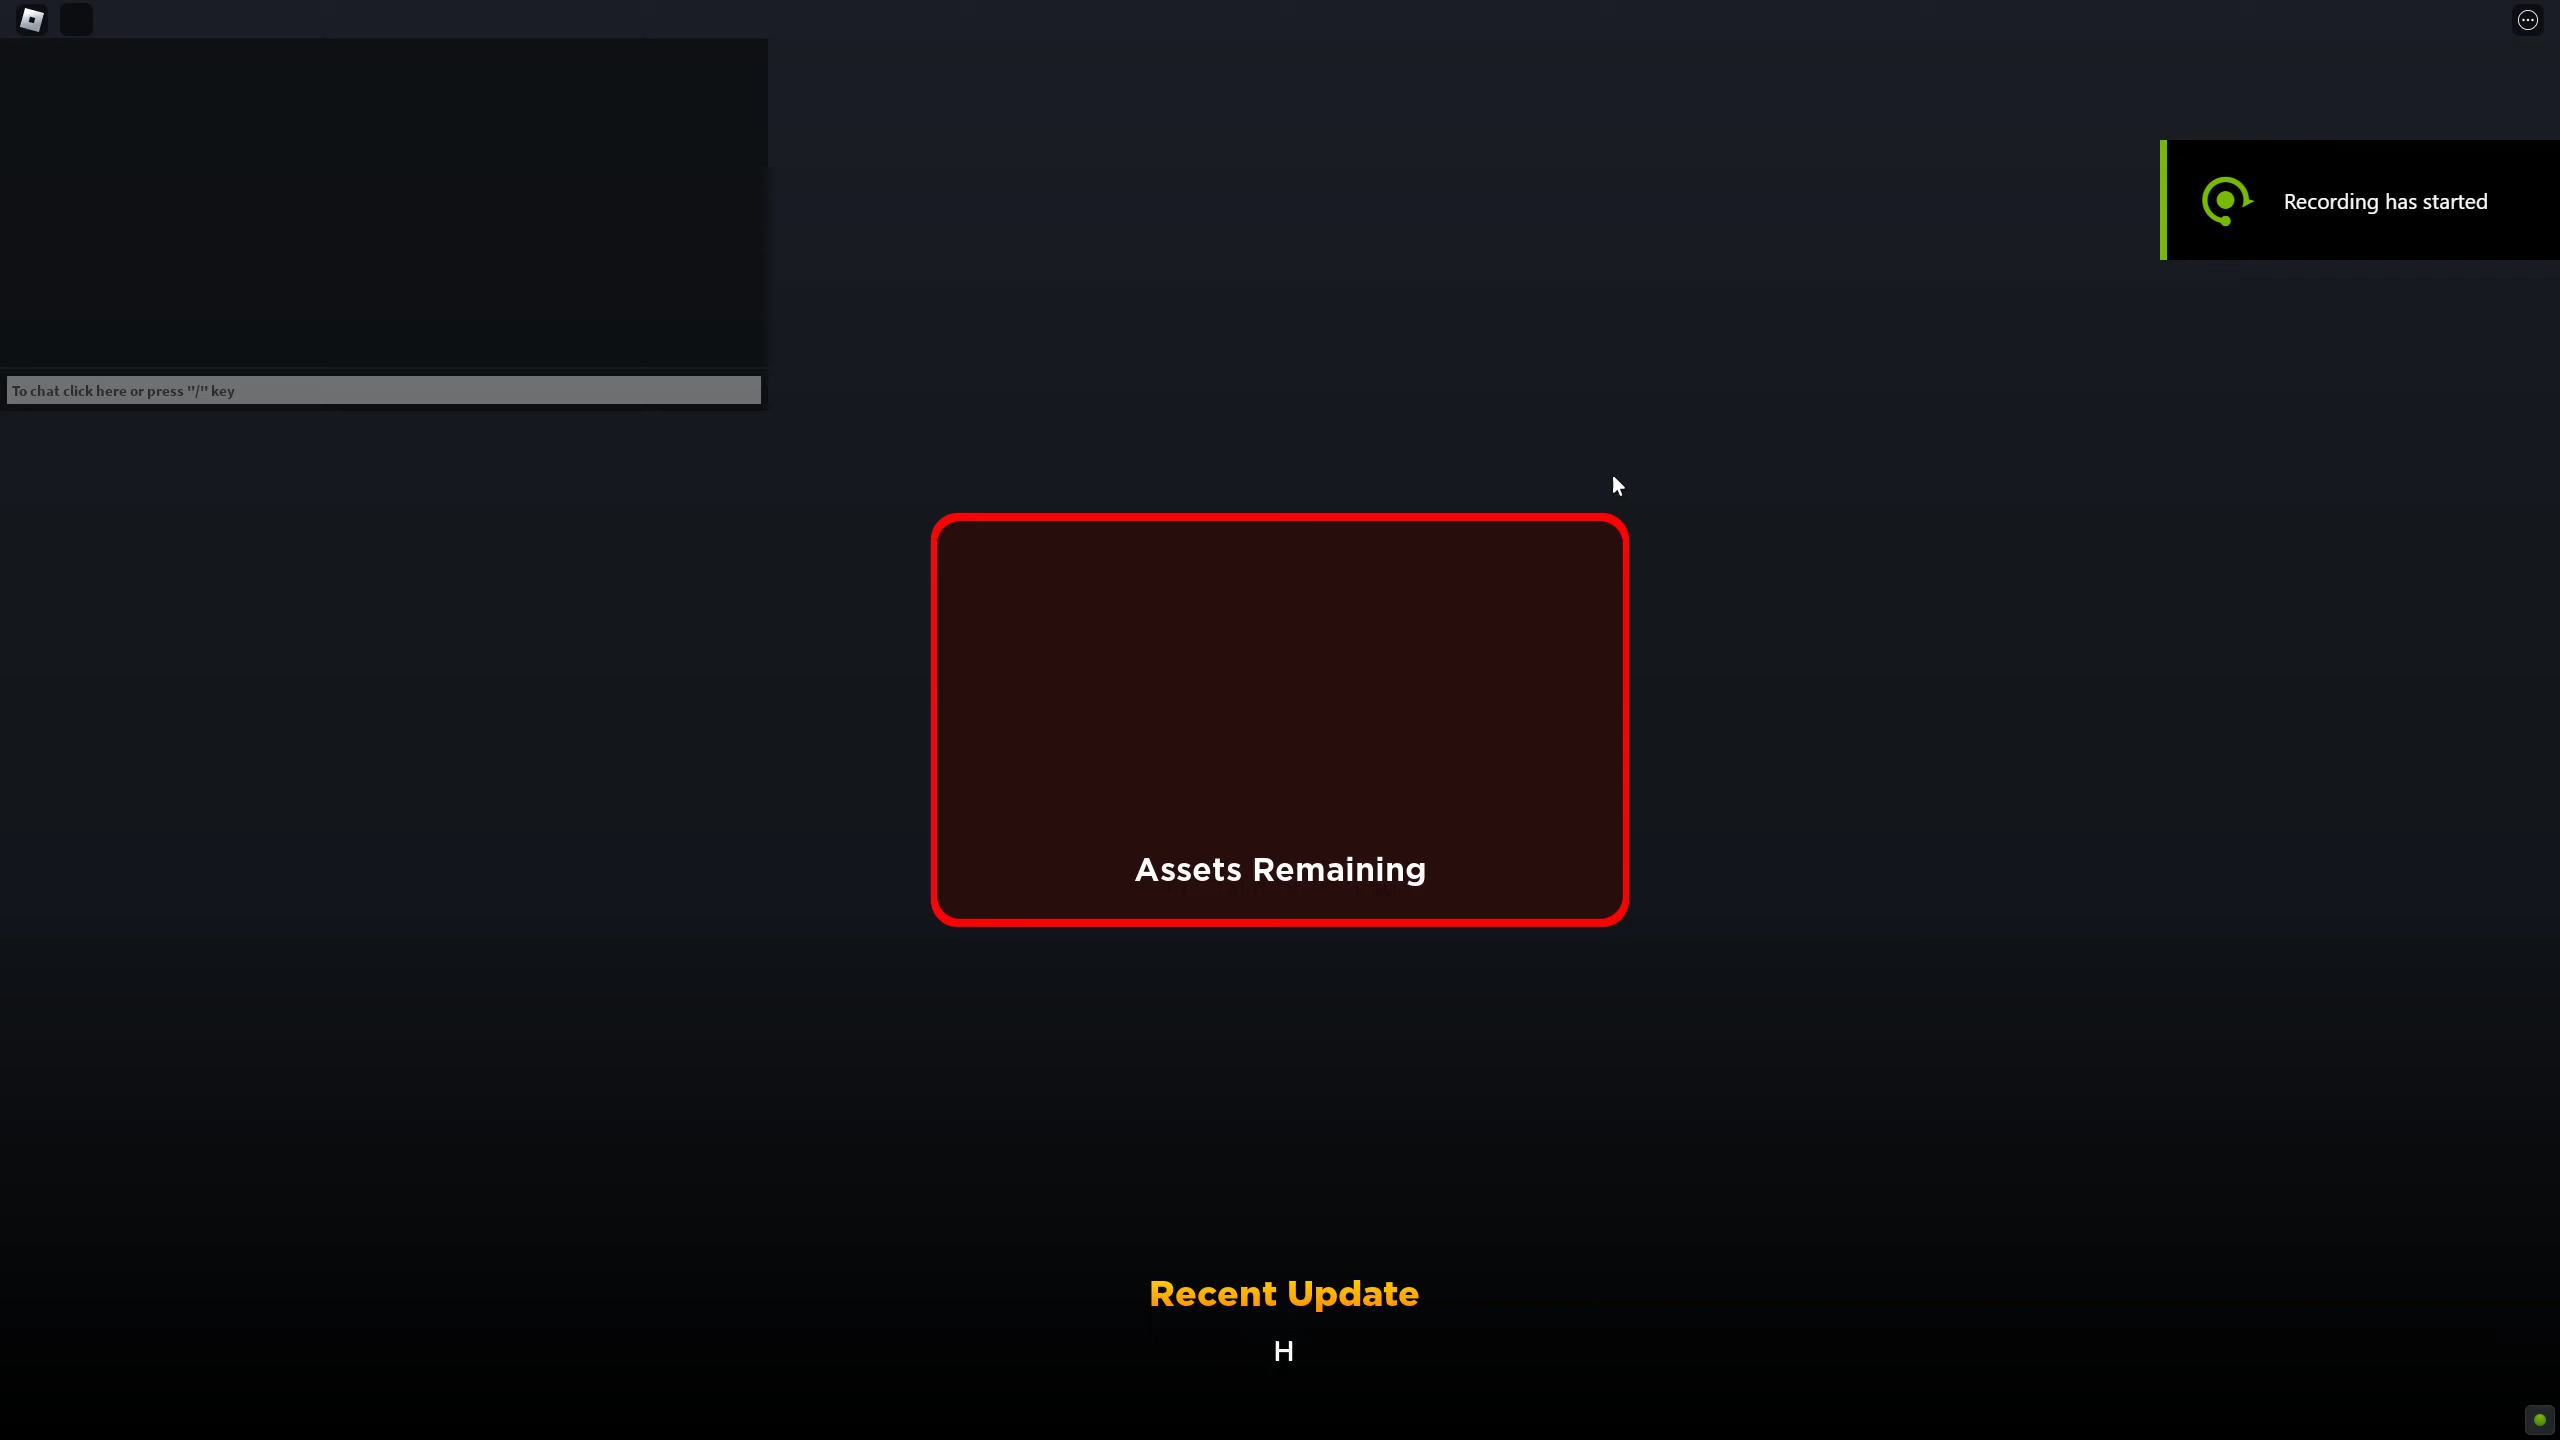 Recording has started
To chat click here or press "/" key
Assets Remaining
Recent Update
H